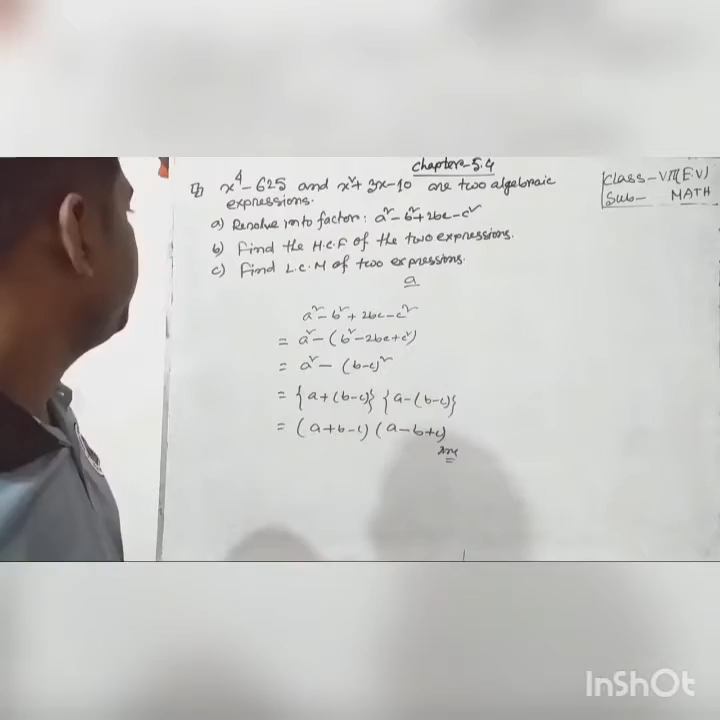 Chapter-5.4
Class-VII(E.V)
Sub- MATH
Q x⁴-625 and x²+3x-10 are two algebraic
expressions.
a) Resolve into factor: a²-b²+2bc-c²
b) Find the H.C.F of the two expressions.
c) Find L.C.M of two expressions.
a
a²-b²+2bc-c²
= a²-(b²-2bc+c²)
= a²-(b-c)²
= {a+(b-c)} {a-(b-c)}
= (a+b-c) (a-b+c)
Ans
InShOt